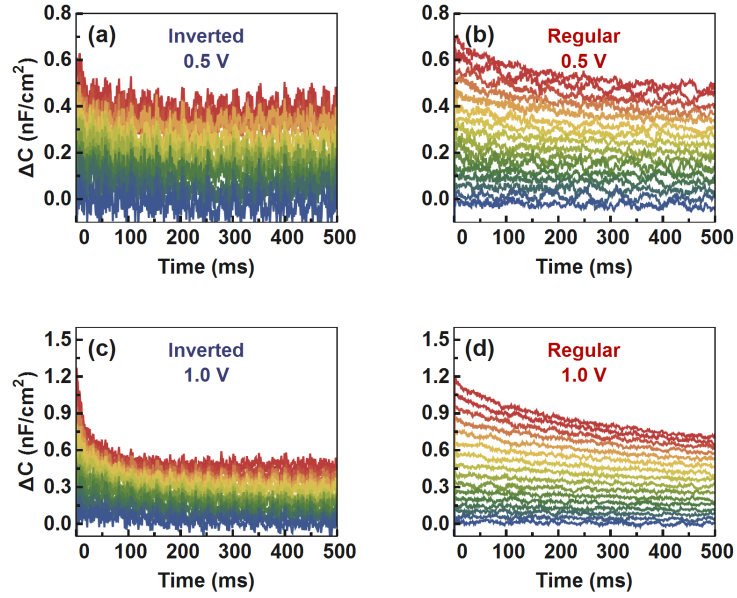 (a)
Inverted
0.5 V
0.8
0.6
0.4
0.2
0.0
ΔC (nF/cm²)
0 100 200 300 400 500
Time (ms)
(b)
Regular
0.5 V
0.8
0.6
0.4
0.2
0.0
0 100 200 300 400 500
Time (ms)
(c)
Inverted
1.0 V
1.5
1.2
0.9
0.6
0.3
0.0
ΔC (nF/cm²)
0 100 200 300 400 500
Time (ms)
(d)
Regular
1.0 V
1.5
1.2
0.9
0.6
0.3
0.0
0 100 200 300 400 500
Time (ms)